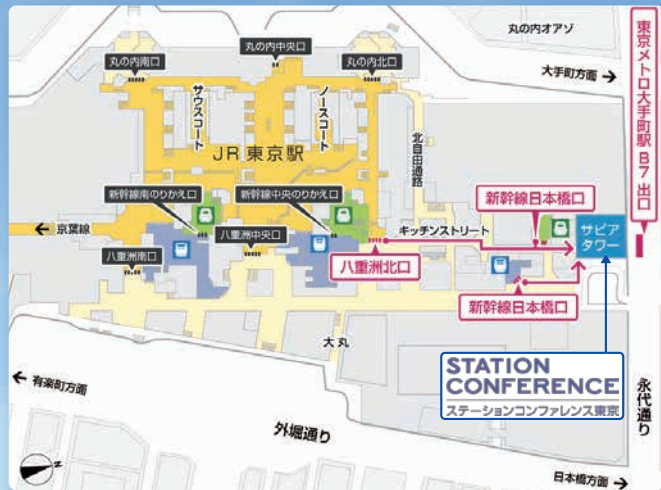 丸の内オアゾ
丸の内中央口
丸の内南口
丸の内北口
大手町方面 →
東京メトロ大手町駅 B7 出口
サウスコート
ノースコート
JR 東京駅
北自由通路
新幹線南のりかえ口
新幹線中央のりかえ口
新幹線日本橋口
← 京葉線
キッチンストリート
サピア
タワー
八重洲中央口
八重洲南口
八重洲北口
新幹線日本橋口
大丸
STATION
CONFERENCE
ステーションコンファレンス東京
← 有楽町方面
外堀通り
永代通り
日本橋方面 →
N